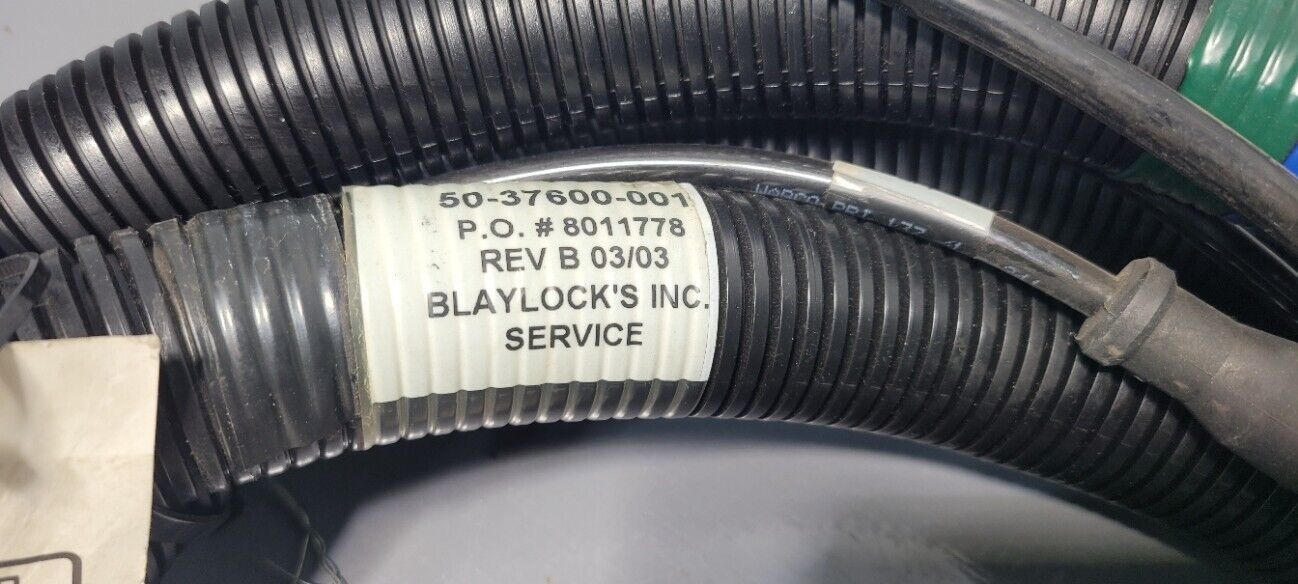 50-37600-001
P.O. # 8011778
REV B 03/03
BLAYLOCK'S INC.
SERVICE